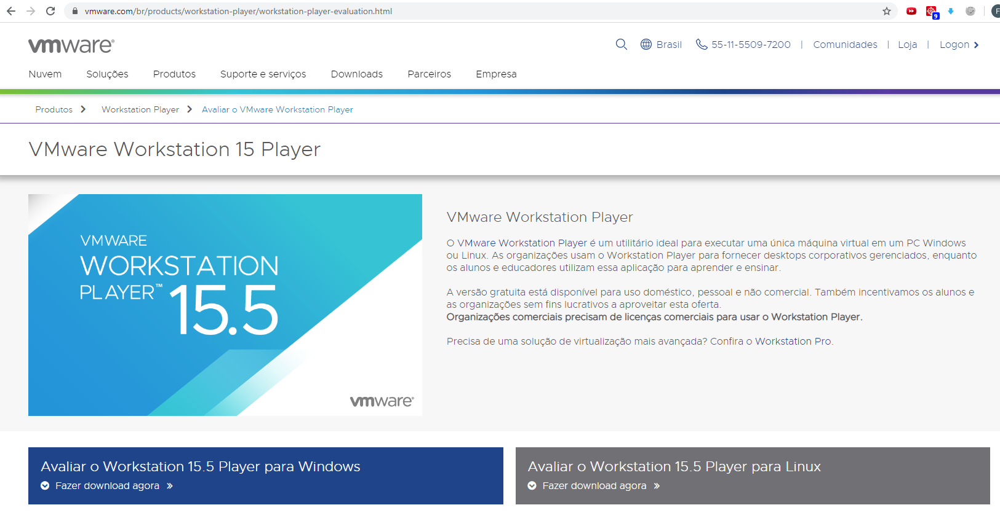 vmware.com/br/products/workstation-player/workstation-player-evaluation.html
9
F
vmware®
Brasil
55-11-5509-7200 | Comunidades | Loja | Logon
Nuvem Soluções Produtos Suporte e serviços Downloads Parceiros Empresa
Produtos Workstation Player Avaliar o VMware Workstation Player
VMware Workstation 15 Player
VMWARE
WORKSTATION
PLAYER™ 15.5
vmware®
VMware Workstation Player
O VMware Workstation Player é um utilitário ideal para executar uma única máquina virtual em um PC Windows
ou Linux. As organizações usam o Workstation Player para fornecer desktops corporativos gerenciados, enquanto
os alunos e educadores utilizam essa aplicação para aprender e ensinar.
A versão gratuita está disponível para uso doméstico, pessoal e não comercial. Também incentivamos os alunos e
as organizações sem fins lucrativos a aproveitar esta oferta.
Organizações comerciais precisam de licenças comerciais para usar o Workstation Player.
Precisa de uma solução de virtualização mais avançada? Confira o Workstation Pro.
Avaliar o Workstation 15.5 Player para Windows
Fazer download agora »
Avaliar o Workstation 15.5 Player para Linux
Fazer download agora »